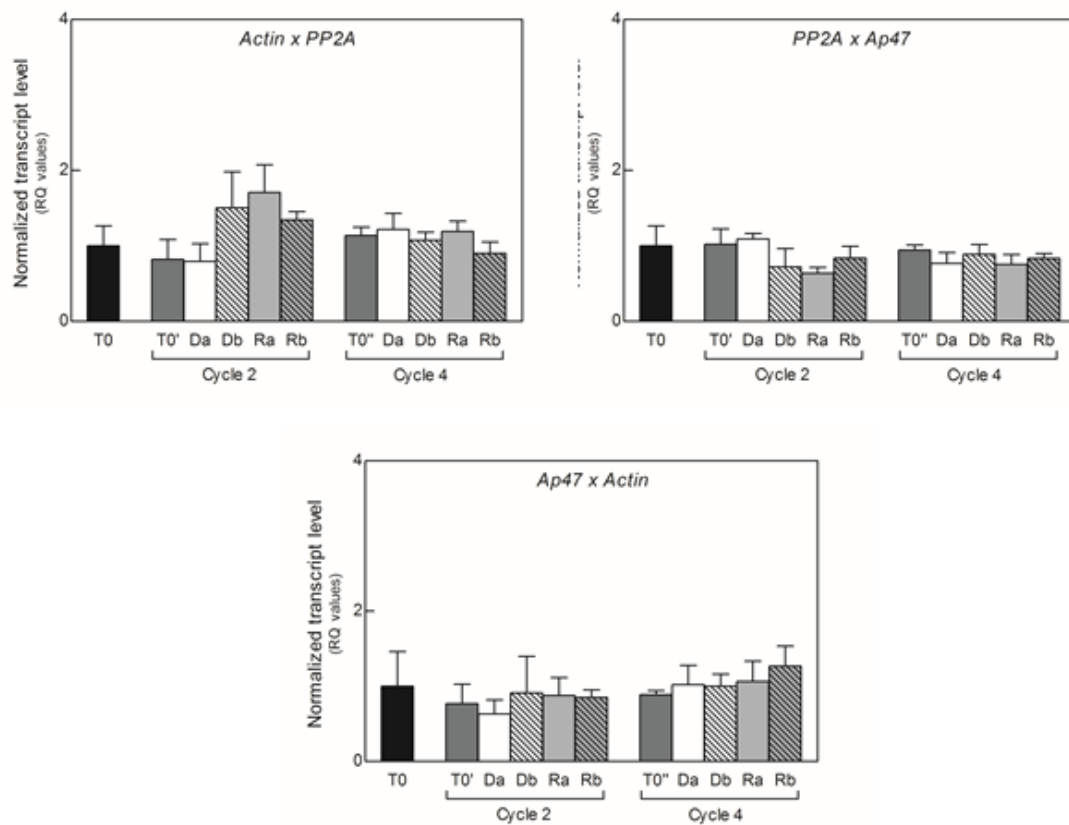 Actin x PP2A
Normalized transcript level
(RQ values)
4
2
0
T0 T0' Da Db Ra Rb T0" Da Db Ra Rb
Cycle 2 Cycle 4
PP2A x Ap47
(RQ values)
4
2
0
T0 T0' Da Db Ra Rb T0" Da Db Ra Rb
Cycle 2 Cycle 4
Ap47 x Actin
Normalized transcript level
(RQ values)
4
2
0
T0 T0' Da Db Ra Rb T0" Da Db Ra Rb
Cycle 2 Cycle 4